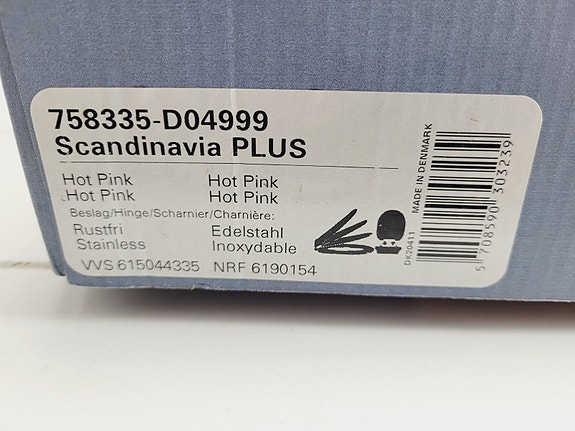 758335-D04999
Scandinavia PLUS
Hot Pink Hot Pink
Hot Pink Hot Pink
Beslag/Hinge/Scharnier/Charnière:
Rustfri Edelstahl
Stainless Inoxydable
VVS 615044335 NRF 6190154
DK20411
MADE IN DENMARK
5 708590 303239